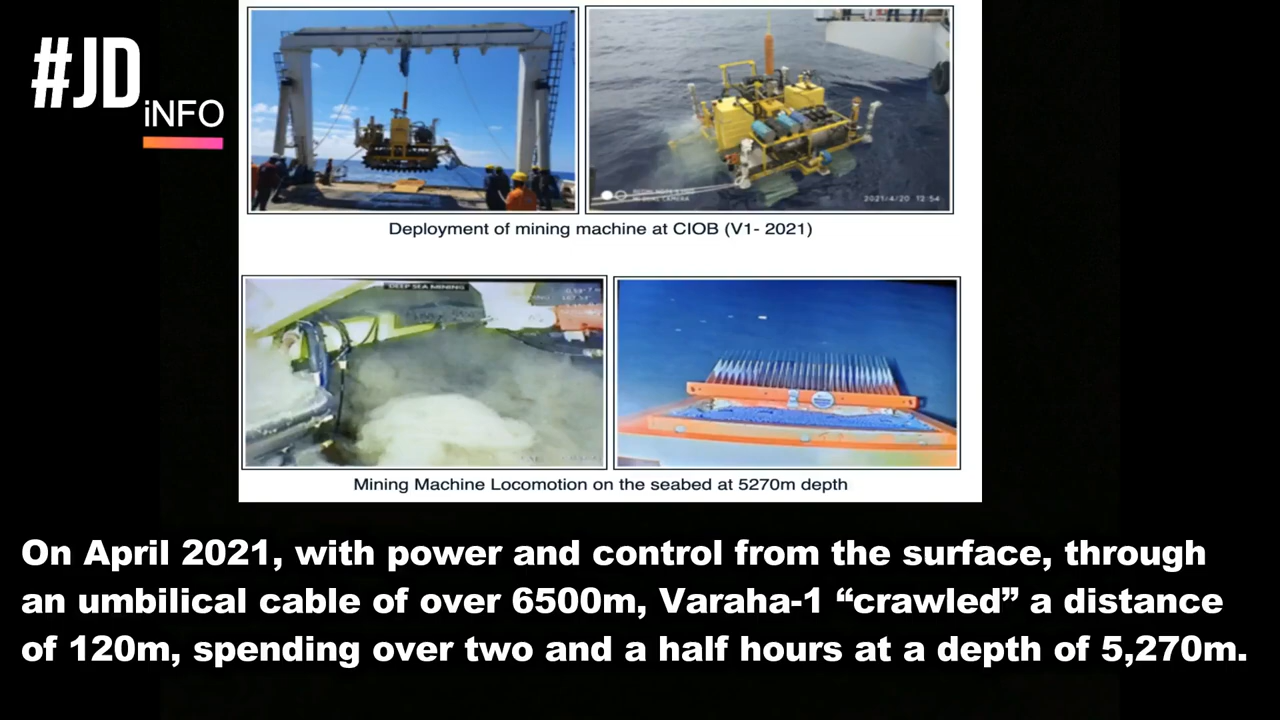 #JD
iNFO
2021/4/20 12:54
Deployment of mining machine at CIOB (V1- 2021)
DEEP SEA MINING
Mining Machine Locomotion on the seabed at 5270m depth
On April 2021, with power and control from the surface, through
an umbilical cable of over 6500m, Varaha-1 “crawled” a distance
of 120m, spending over two and a half hours at a depth of 5,270m.